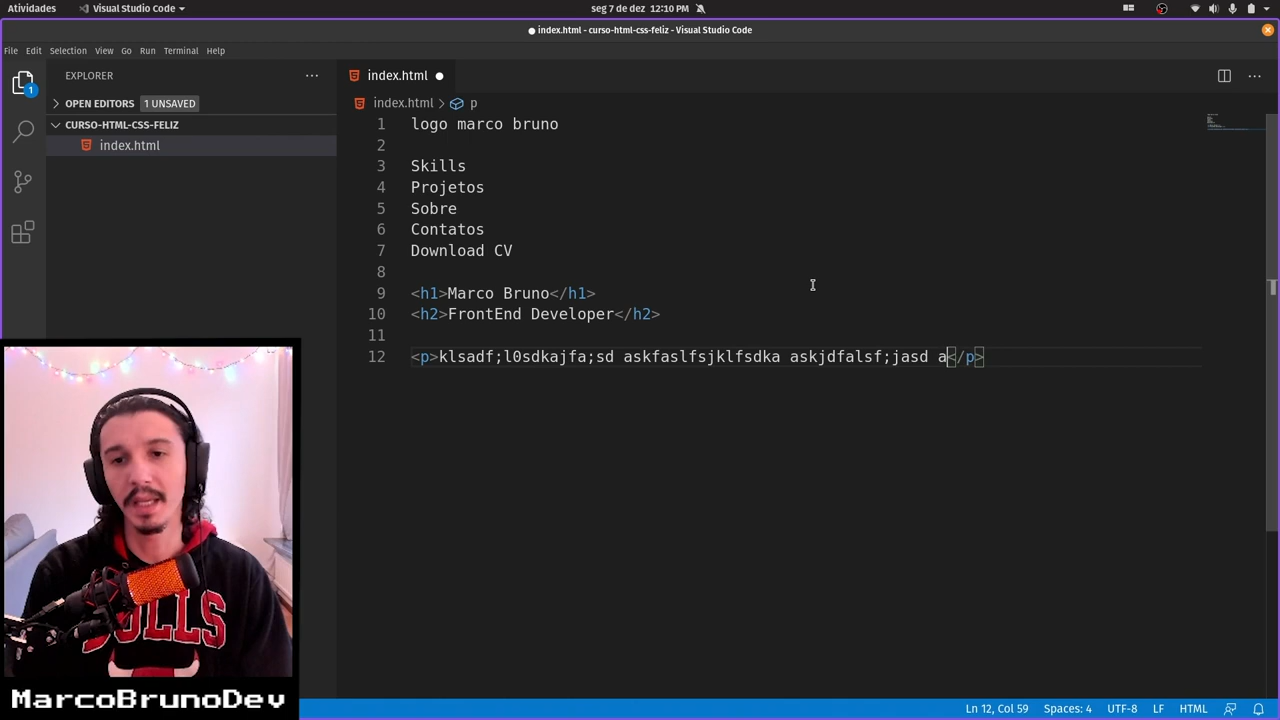 Atividades
Visual Studio Code
seg 7 de dez 12:10 PM
index.html - curso-html-css-feliz - Visual Studio Code
File Edit Selection View Go Run Terminal Help
EXPLORER
index.html
1
OPEN EDITORS 1 UNSAVED
index.html > p
CURSO-HTML-CSS-FELIZ
index.html
1 logo marco bruno
2
3 Skills
4 Projetos
5 Sobre
6 Contatos
7 Download CV
8
9 <h1>Marco Bruno</h1>
10 <h2>FrontEnd Developer</h2>
11
12 <p>klsadf;l0sdkajfa;sd askfaslfsjklfsdka askjdfalsf;jasd a</p>
BULLS
MarcoBrunoDev
Ln 12, Col 59 Spaces: 4 UTF-8 LF HTML